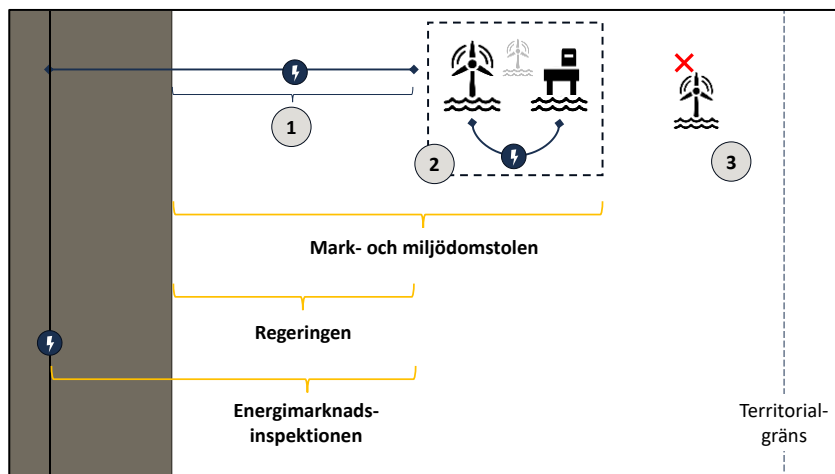 1
2
3
Mark- och miljödomstolen
Regeringen
Energimarknads-
inspektionen
Territorial-
gräns